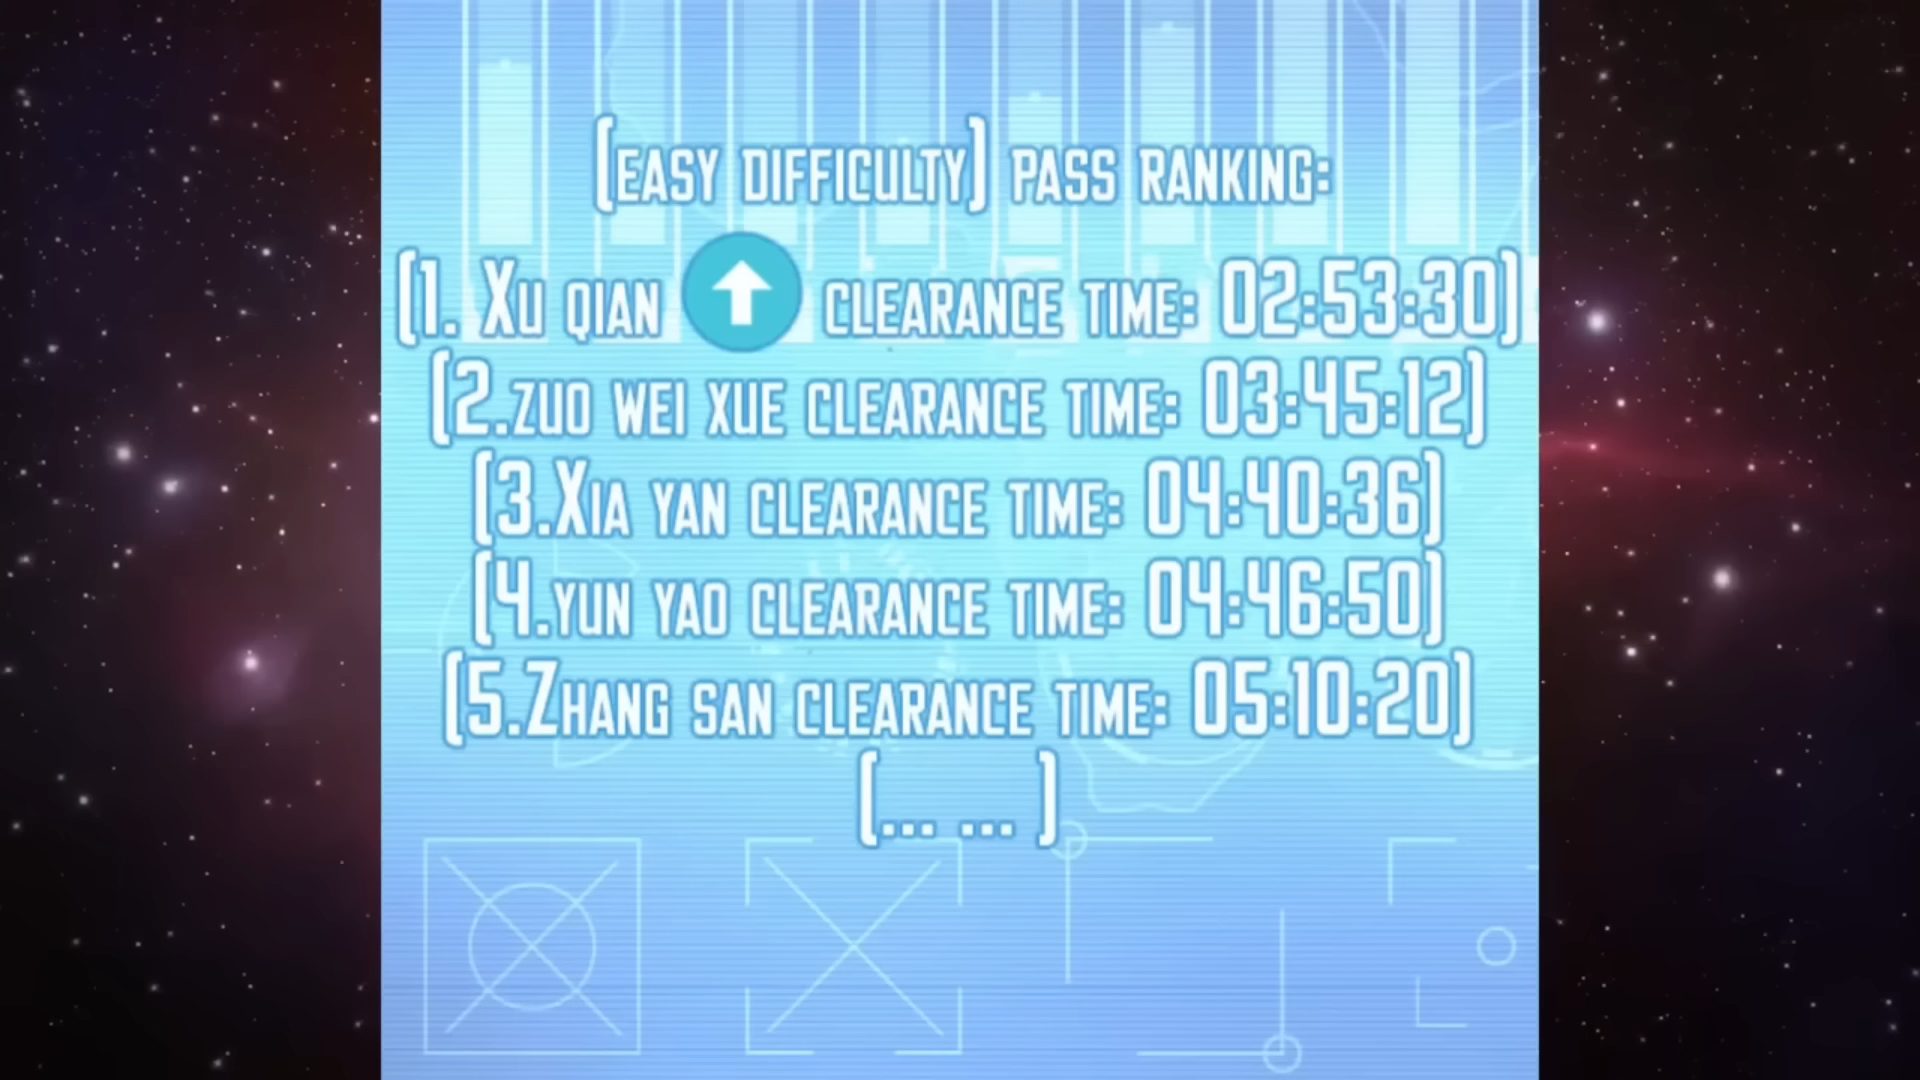 [EASY DIFFICULTY] PASS RANKING:
[1. XU QIAN ⬆ CLEARANCE TIME: 02:53:30]
[2.ZUO WEI XUE CLEARANCE TIME: 03:45:12]
[3.XIA YAN CLEARANCE TIME: 04:40:36]
[4.YUN YAO CLEARANCE TIME: 04:46:50]
[5.ZHANG SAN CLEARANCE TIME: 05:10:20]
[... ... ]